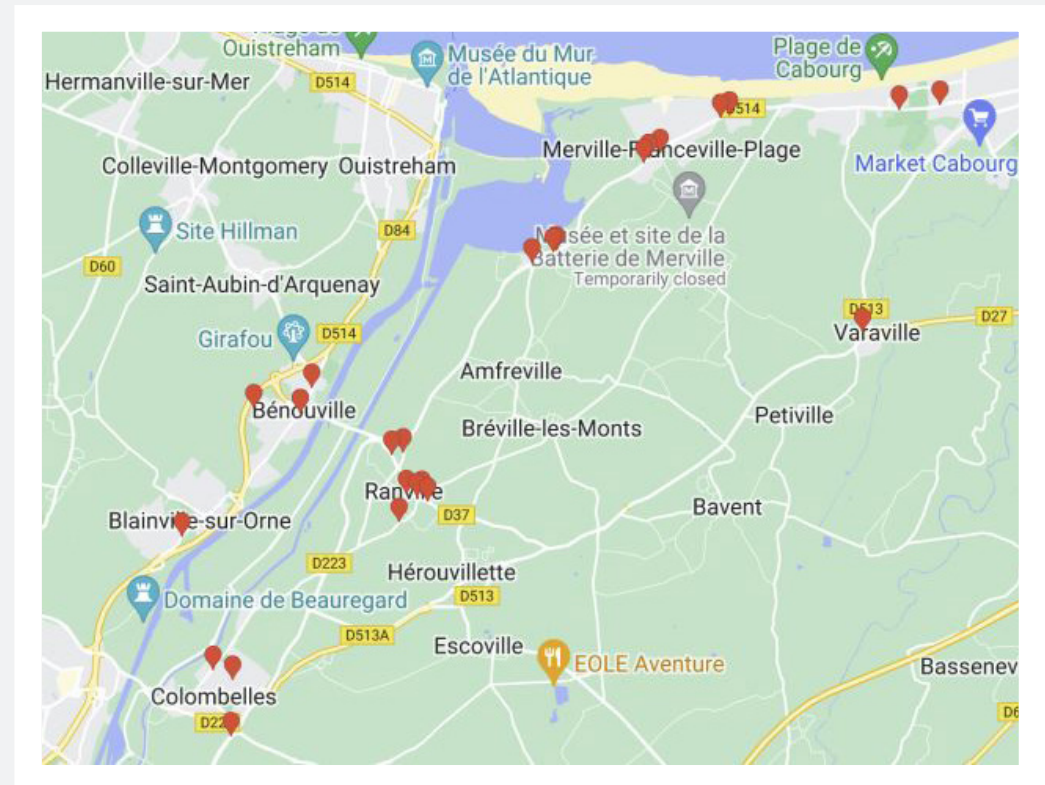 Ouistreham
Musée du Mur
de l'Atlantique
Plage de
Cabourg
Hermanville-sur-Mer
D514
D514
Merville-Franceville-Plage
Market Cabourg
Colleville-Montgomery
Ouistreham
Site Hillman
D84
Musée et site de la
Batterie de Merville
Temporarily closed
D60
Saint-Aubin-d'Arquenay
D513
D27
Varaville
Girafou
D514
Amfreville
Bénouville
Petiville
Bréville-les-Monts
Ranville
D37
Bavent
Blainville-sur-Orne
D223
Hérouvillette
D513
Domaine de Beauregard
D513A
Escoville
EOLE Aventure
Bassenev
Colombelles